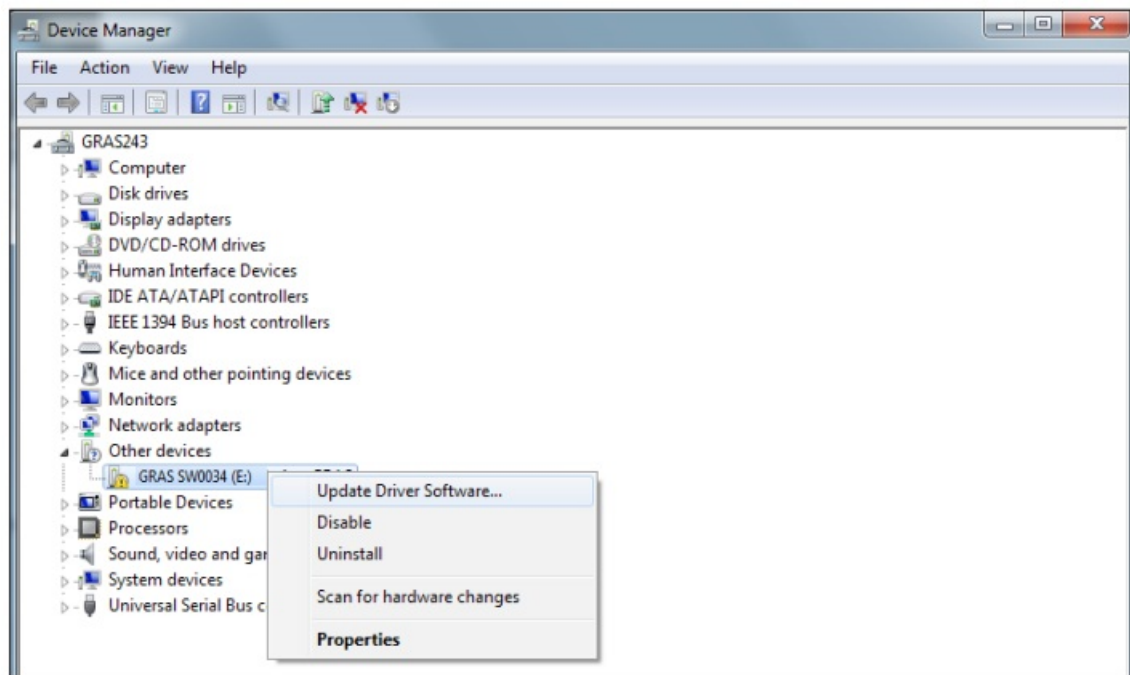 Device Manager
File Action View Help
GRAS243
Computer
Disk drives
Display adapters
DVD/CD-ROM drives
Human Interface Devices
IDE ATA/ATAPI controllers
IEEE 1394 Bus host controllers
Keyboards
Mice and other pointing devices
Monitors
Network adapters
Other devices
GRAS SW0034 (E:)
Update Driver Software...
Portable Devices
Disable
Processors
Sound, video and gar
Uninstall
System devices
Scan for hardware changes
Universal Serial Bus c
Properties